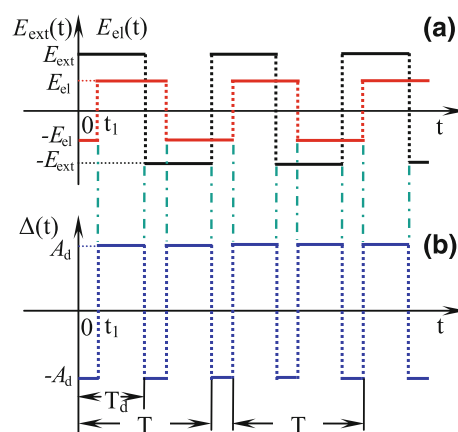 E_ext(t) E_el(t) (a)
E_ext
E_el
0 t_1 t
-E_el
-E_ext
Δ(t) (b)
A_d
0 t_1 t
-A_d
T_d
T T